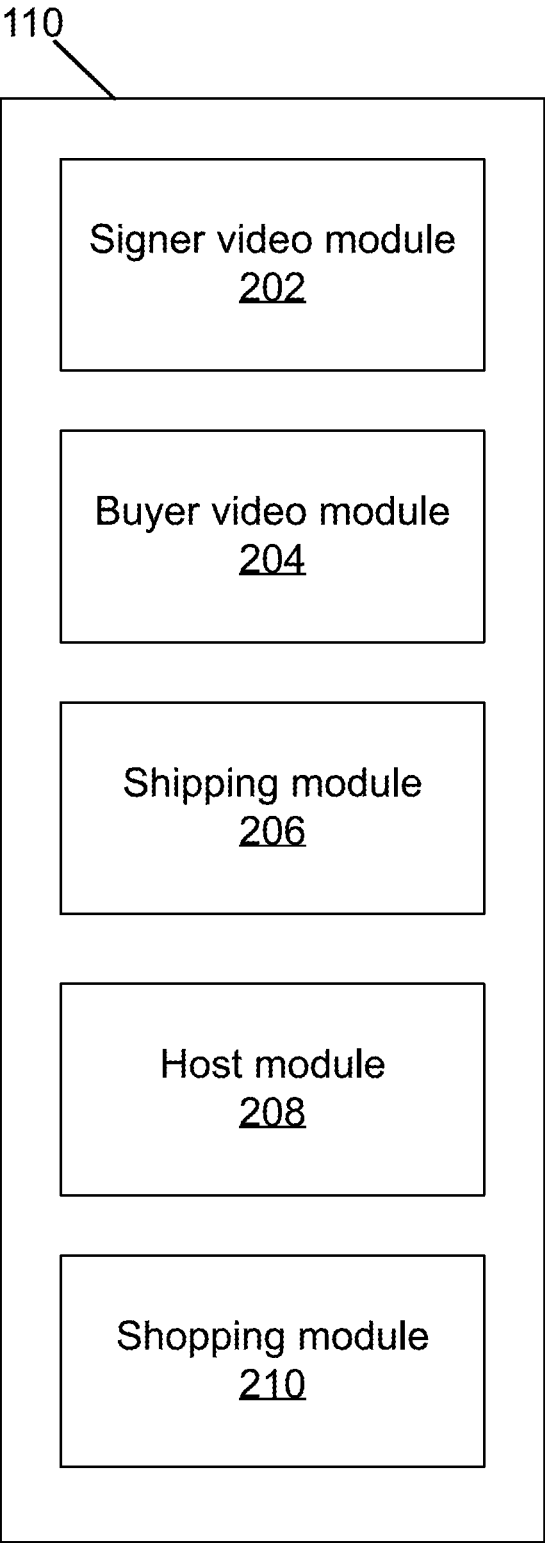 110
Signer video module
202
Buyer video module
204
Shipping module
206
Host module
208
Shopping module
210